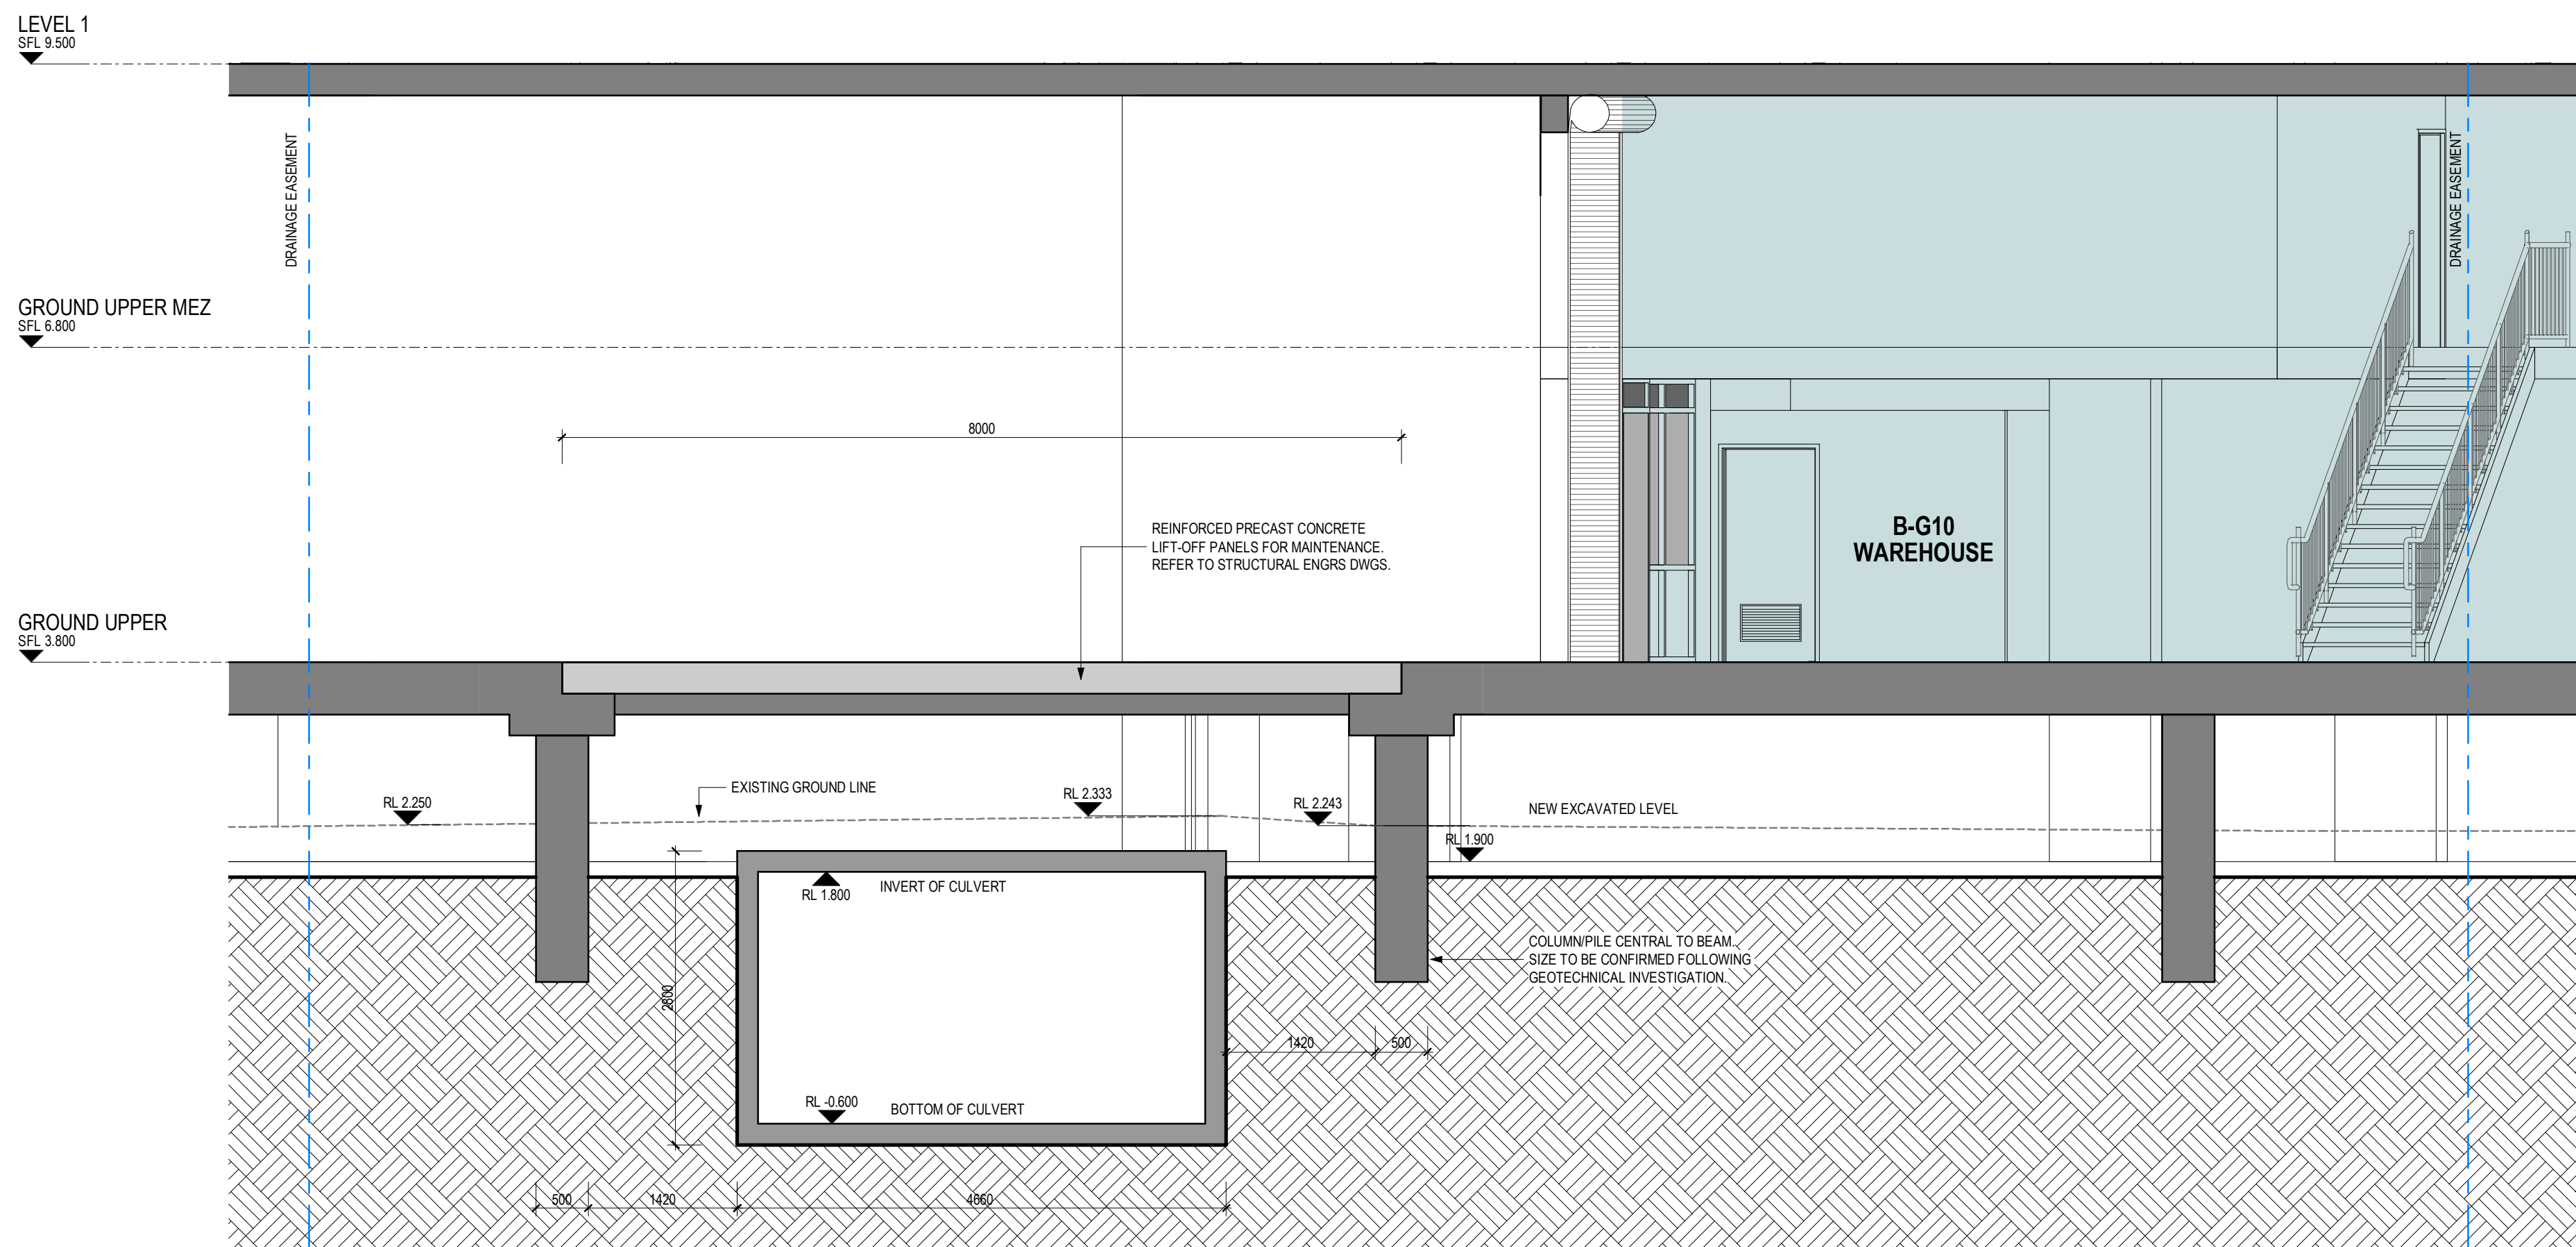 LEVEL 1
SFL 9.500
DRAINAGE EASEMENT
DRAINAGE EASEMENT
GROUND UPPER MEZ
SFL 6.800
8000
REINFORCED PRECAST CONCRETE
LIFT-OFF PANELS FOR MAINTENANCE.
REFER TO STRUCTURAL ENGRS DWGS.
B-G10
WAREHOUSE
GROUND UPPER
SFL 3.800
EXISTING GROUND LINE
RL 2.250
RL 2.333
RL 2.243
NEW EXCAVATED LEVEL
RL 1.900
INVERT OF CULVERT
RL 1.800
COLUMN/PILE CENTRAL TO BEAM.
SIZE TO BE CONFIRMED FOLLOWING
GEOTECHNICAL INVESTIGATION.
2800
1420
500
RL -0.600
BOTTOM OF CULVERT
500
1420
4660